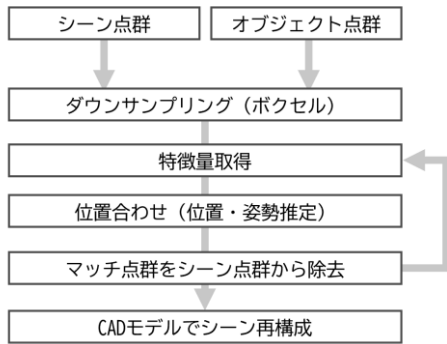 シーン点群
オブジェクト点群
ダウンサンプリング（ボクセル）
特徴量取得
位置合わせ（位置・姿勢推定）
マッチ点群をシーン点群から除去
CADモデルでシーン再構成